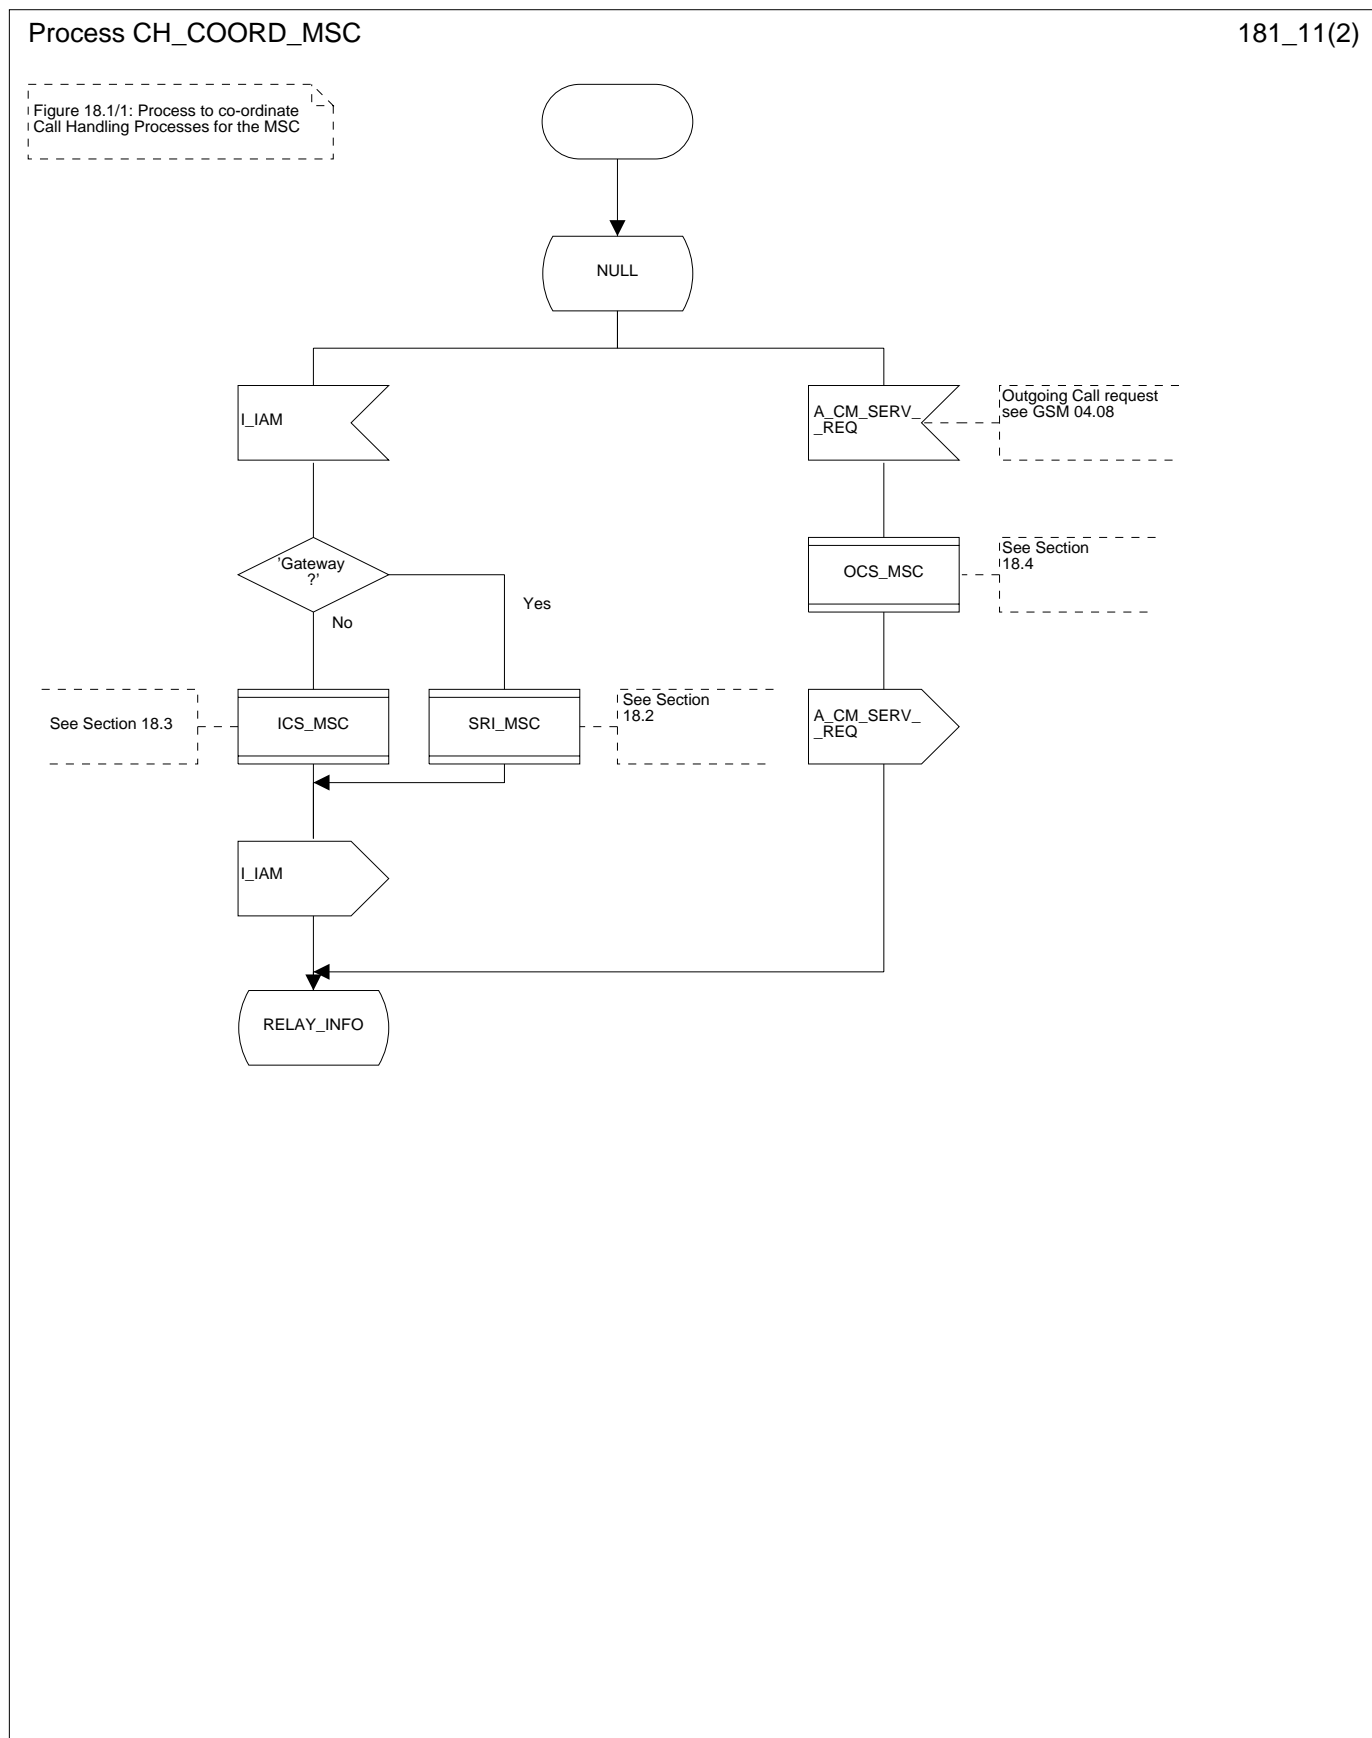 Process CH_COORD_MSC
181_11(2)
Figure 18.1/1: Process to co-ordinate
Call Handling Processes for the MSC
NULL
I_IAM
A_CM_SERV_
_REQ
Outgoing Call request
see GSM 04.08
'Gateway
?'
Yes
No
OCS_MSC
See Section
18.4
See Section 18.3
ICS_MSC
SRI_MSC
See Section
18.2
A_CM_SERV_
_REQ
I_IAM
RELAY_INFO